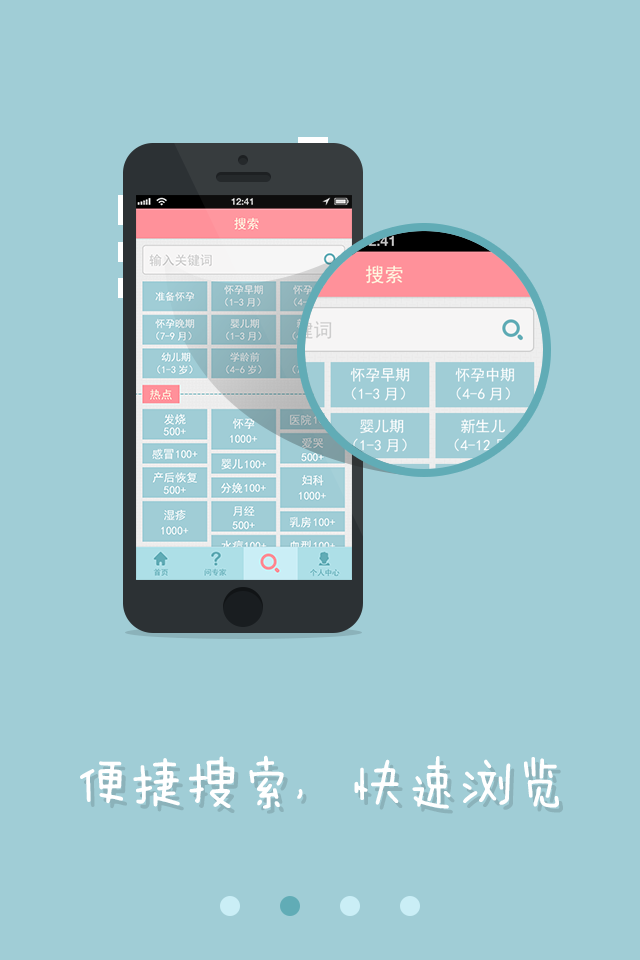 12:41
搜索
输入关键词
准备怀孕
怀孕早期
(1-3 月)
怀孕晚期
(7-9 月)
婴儿期
(1-3 月)
幼儿期
(1-3 岁)
学龄前
(4-6 岁)
热点
发烧
500+
怀孕
1000+
医院
感冒100+
爱哭
500+
婴儿100+
产后恢复
500+
妇科
1000+
分娩100+
湿疹
1000+
月经
500+
乳房100+
水痘100+
血型100+
首页
问专家
个人中心
2:41
搜索
键词
怀孕早期
(1-3 月)
怀孕中期
(4-6 月)
婴儿期
(1-3 月)
新生儿
(4-12 月
便捷搜索，快速浏览